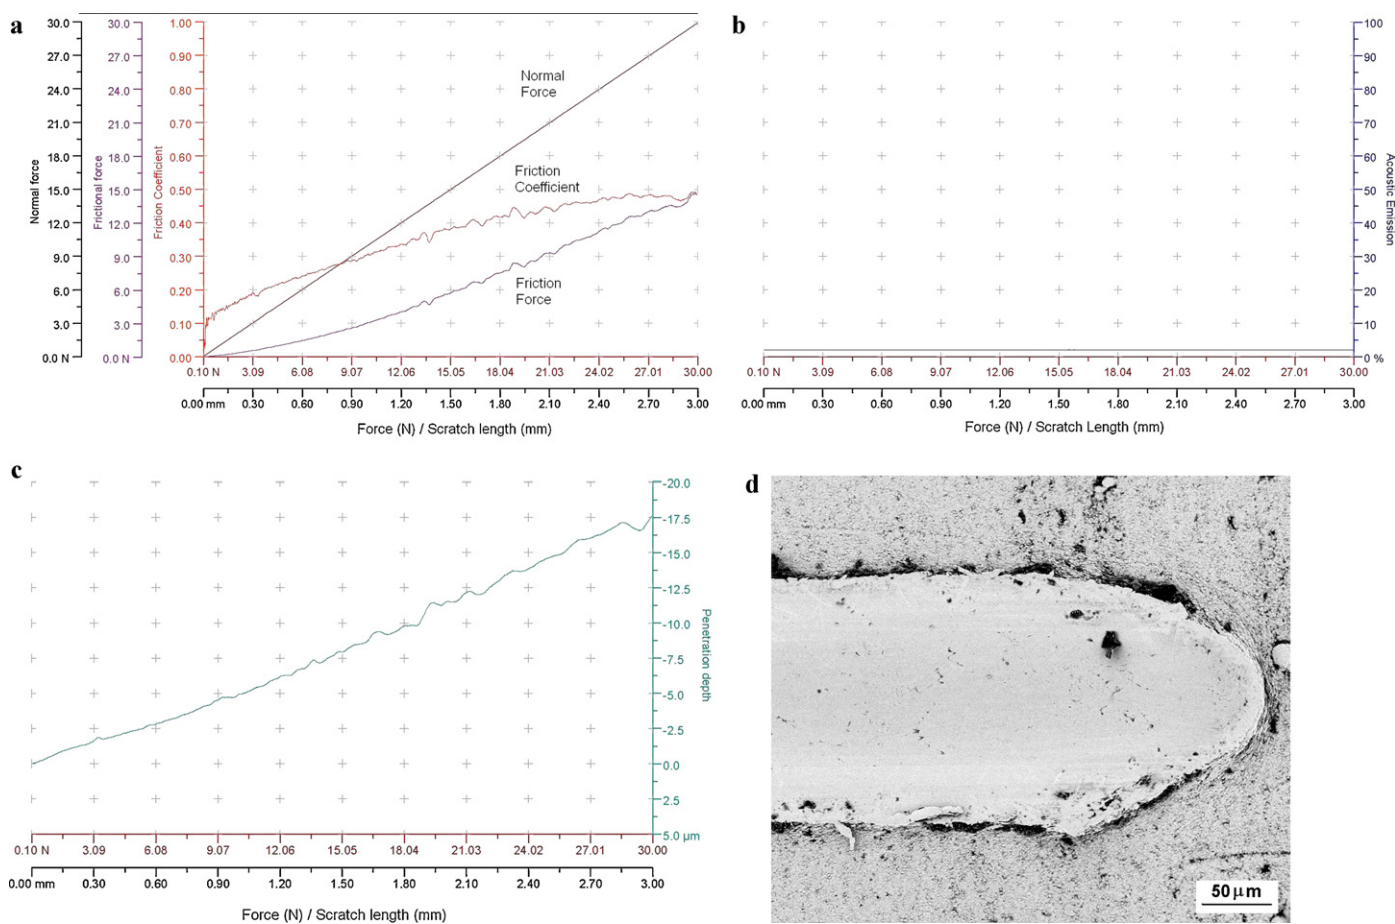 a
30.0
27.0
24.0
21.0
18.0
15.0
12.0
9.0
6.0
3.0
0.0 N
Normal force
30.0
27.0
24.0
21.0
18.0
15.0
12.0
9.0
6.0
3.0
0.0 N
Frictional force
1.00
0.90
0.80
0.70
0.60
0.50
0.40
0.30
0.20
0.10
0.00
Friction Coefficient
Normal
Force
Friction
Coefficient
Friction
Force
0.10 N 3.09 6.08 9.07 12.06 15.05 18.04 21.03 24.02 27.01 30.00
0.00 mm 0.30 0.60 0.90 1.20 1.50 1.80 2.10 2.40 2.70 3.00
Force (N) / Scratch length (mm)
b
100
90
80
70
60
50
40
30
20
10
0 %
Acoustic Emission
0.10 N 3.09 6.08 9.07 12.06 15.05 18.04 21.03 24.02 27.01 30.00
0.00 mm 0.30 0.60 0.90 1.20 1.50 1.80 2.10 2.40 2.70 3.00
Force (N) / Scratch Length (mm)
c
-20.0
-17.5
-15.0
-12.5
-10.0
-7.5
-5.0
-2.5
0.0
2.5
5.0 μm
Penetration depth
0.10 N 3.09 6.08 9.07 12.06 15.05 18.04 21.03 24.02 27.01 30.00
0.00 mm 0.30 0.60 0.90 1.20 1.50 1.80 2.10 2.40 2.70 3.00
Force (N) / Scratch length (mm)
d
50 μm